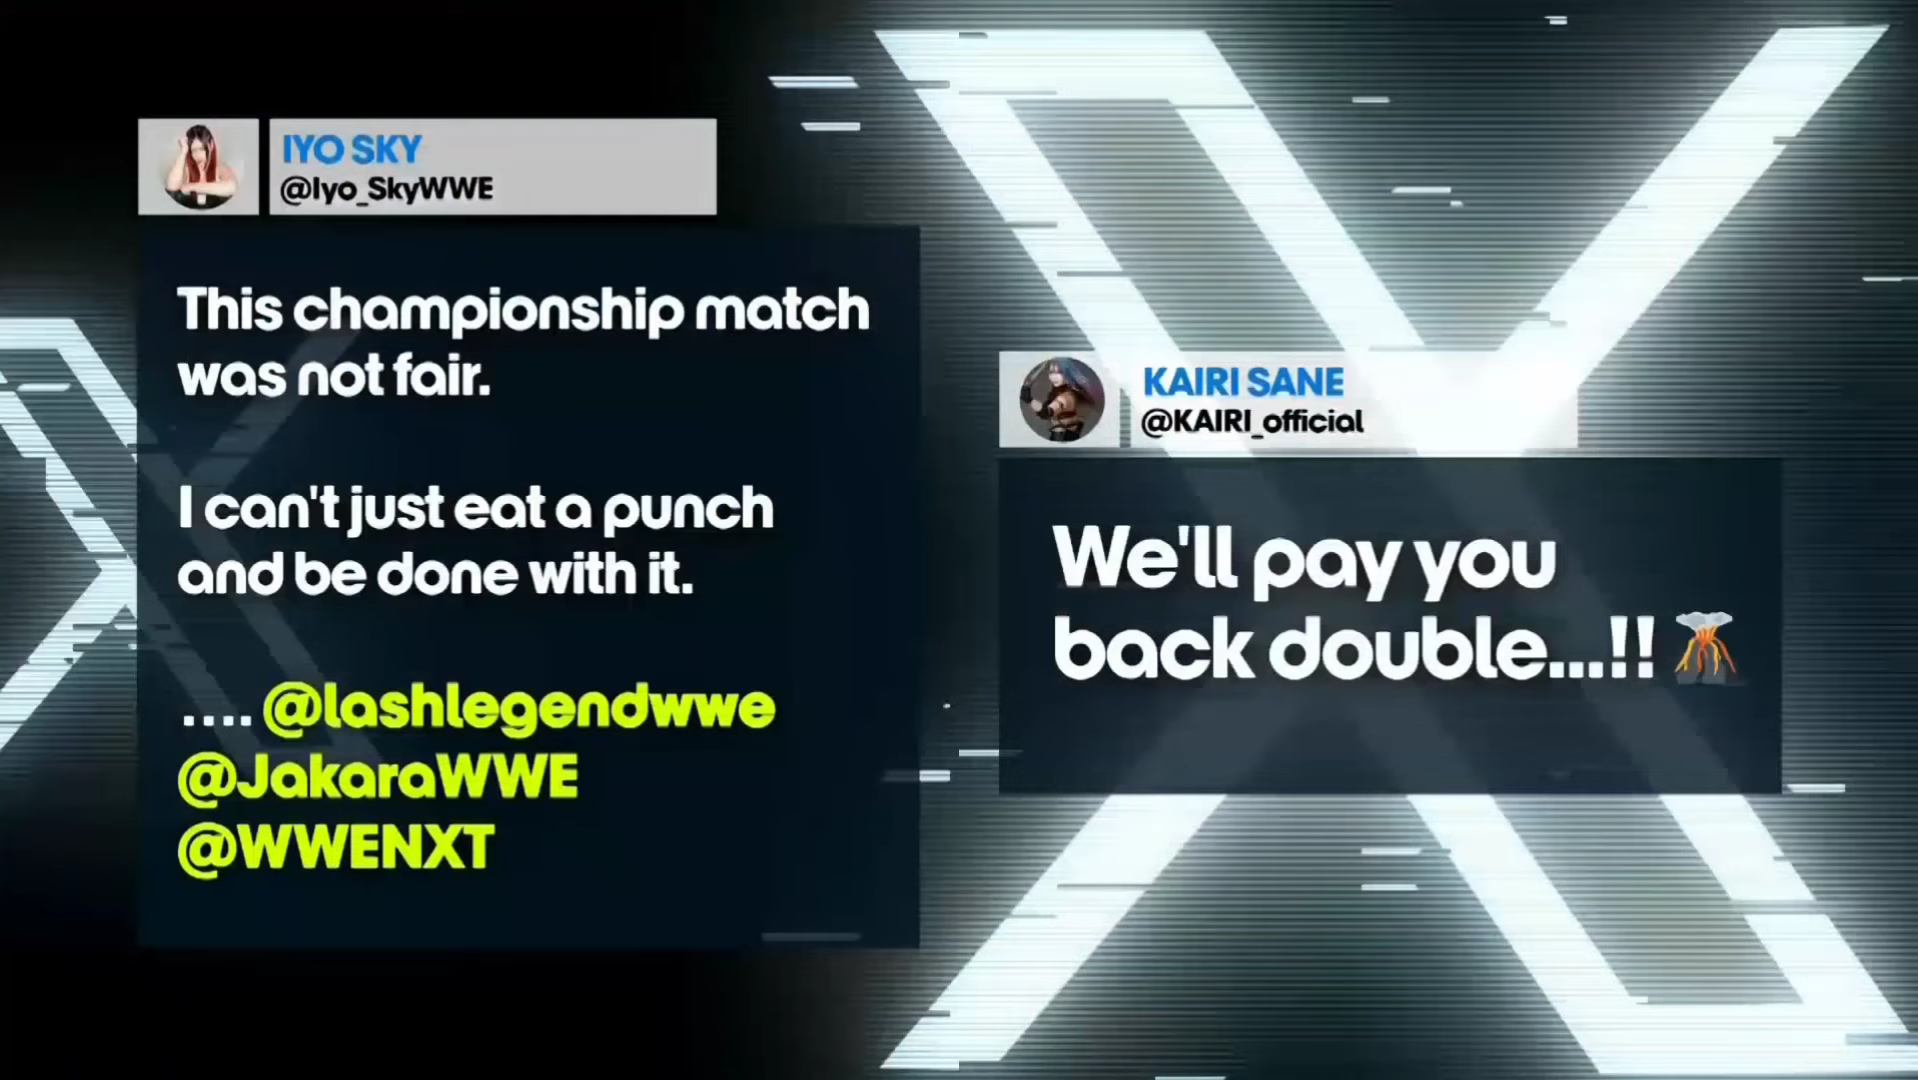 IYO SKY
@Iyo_SkyWWE
This championship match
was not fair.
I can't just eat a punch
and be done with it.
.... @lashlegendwwe
@JakaraWWE
@WWENXT
KAIRI SANE
@KAIRI_official
We'll pay you
back double...!! 🌋